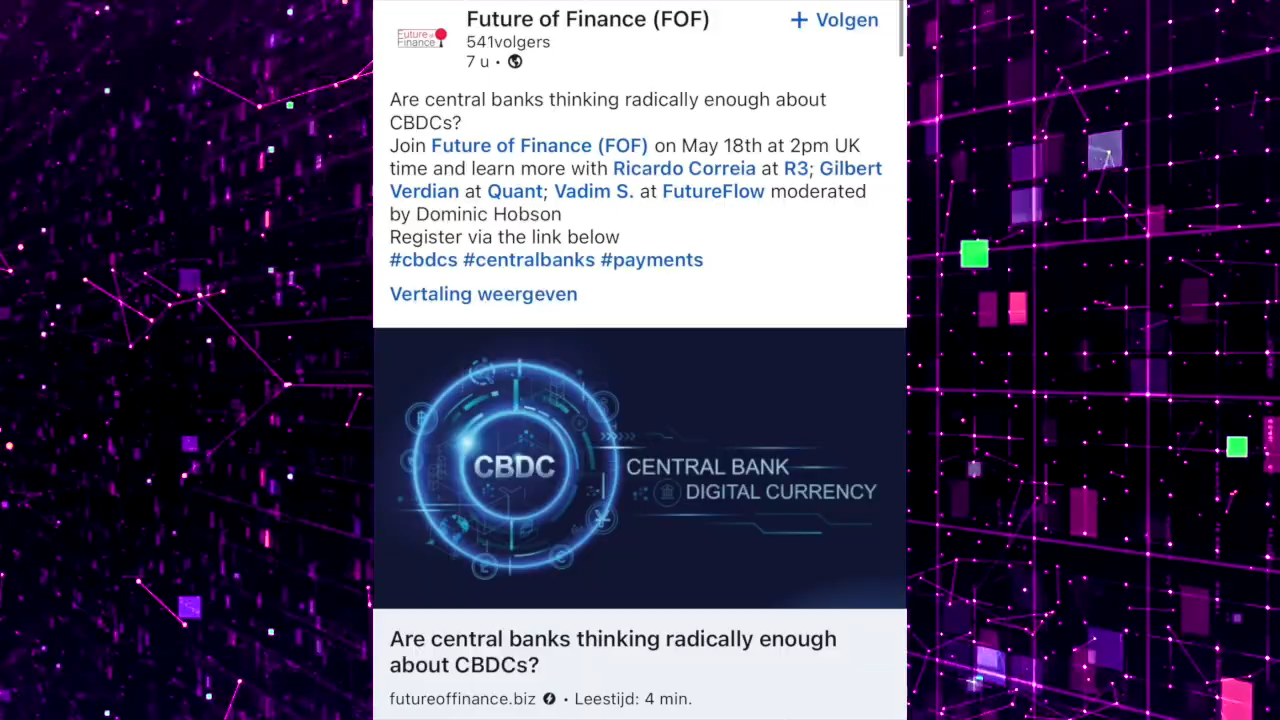 Future of Finance (FOF)
+ Volgen
Future of
Finance
541volgers
7 u •
Are central banks thinking radically enough about
CBDCs?
Join Future of Finance (FOF) on May 18th at 2pm UK
time and learn more with Ricardo Correia at R3; Gilbert
Verdian at Quant; Vadim S. at FutureFlow moderated
by Dominic Hobson
Register via the link below
#cbdcs #centralbanks #payments
Vertaling weergeven
CBDC
CENTRAL BANK
DIGITAL CURRENCY
Are central banks thinking radically enough
about CBDCs?
futureoffinance.biz • Leestijd: 4 min.